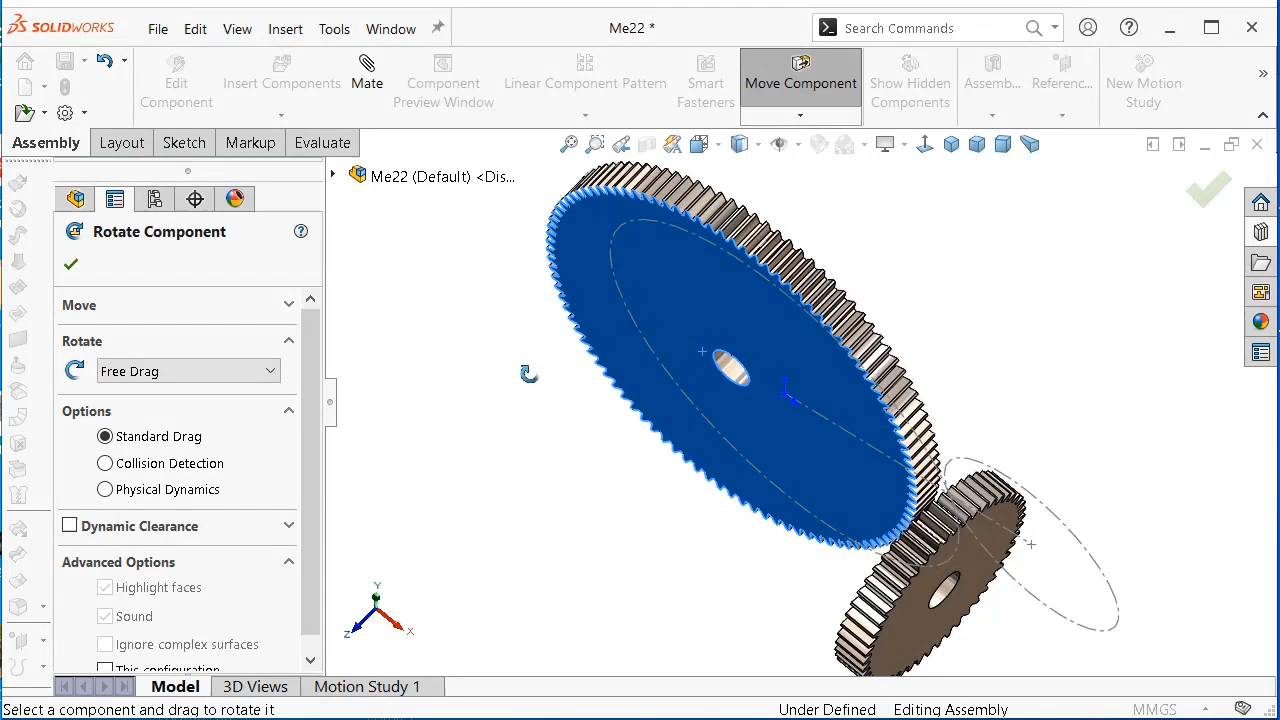 SOLIDWORKS
File Edit View Insert Tools Window
Me22 *
Search Commands
Edit Component
Insert Components
Mate
Component Preview Window
Linear Component Pattern
Smart Fasteners
Move Component
Show Hidden Components
Assemb...
Referenc...
New Motion Study
Assembly Layout Sketch Markup Evaluate
Me22 (Default) <Dis...
Rotate Component
Move
Rotate
Free Drag
Options
Standard Drag
Collision Detection
Physical Dynamics
Dynamic Clearance
Advanced Options
Highlight faces
Sound
Ignore complex surfaces
This configuration
Y
Z
X
Model 3D Views Motion Study 1
Select a component and drag to rotate it
Under Defined Editing Assembly MMGS